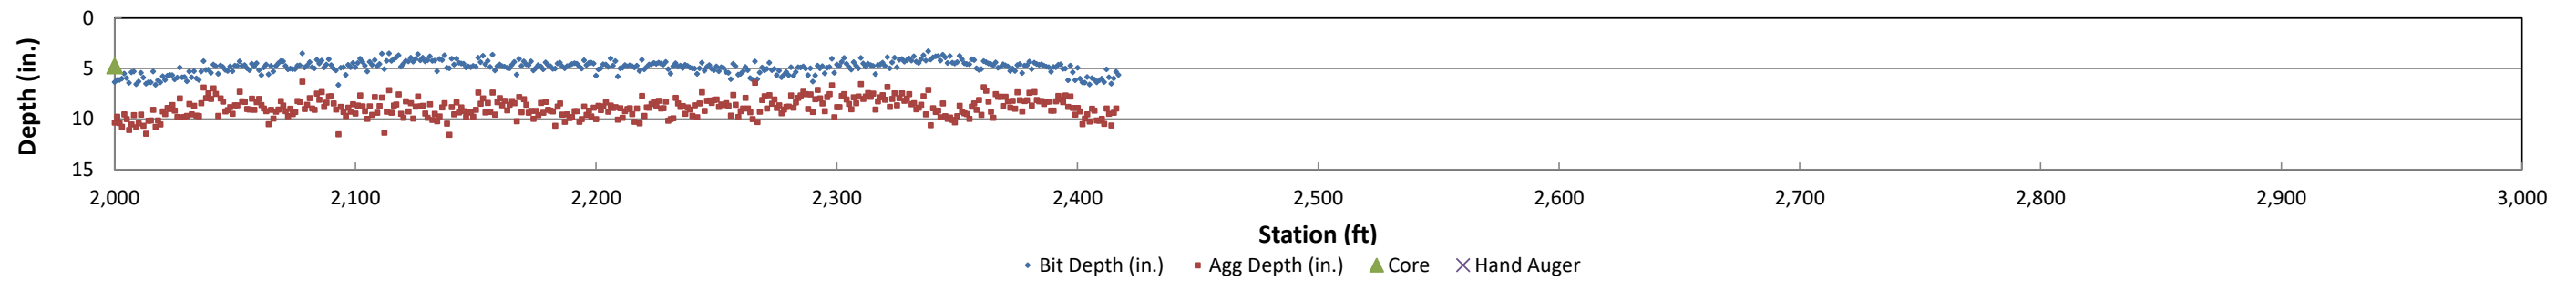 Depth (in.)
0
5
10
15
2,000 2,100 2,200 2,300 2,400 2,500 2,600 2,700 2,800 2,900 3,000
Station (ft)
Bit Depth (in.) Agg Depth (in.) Core Hand Auger